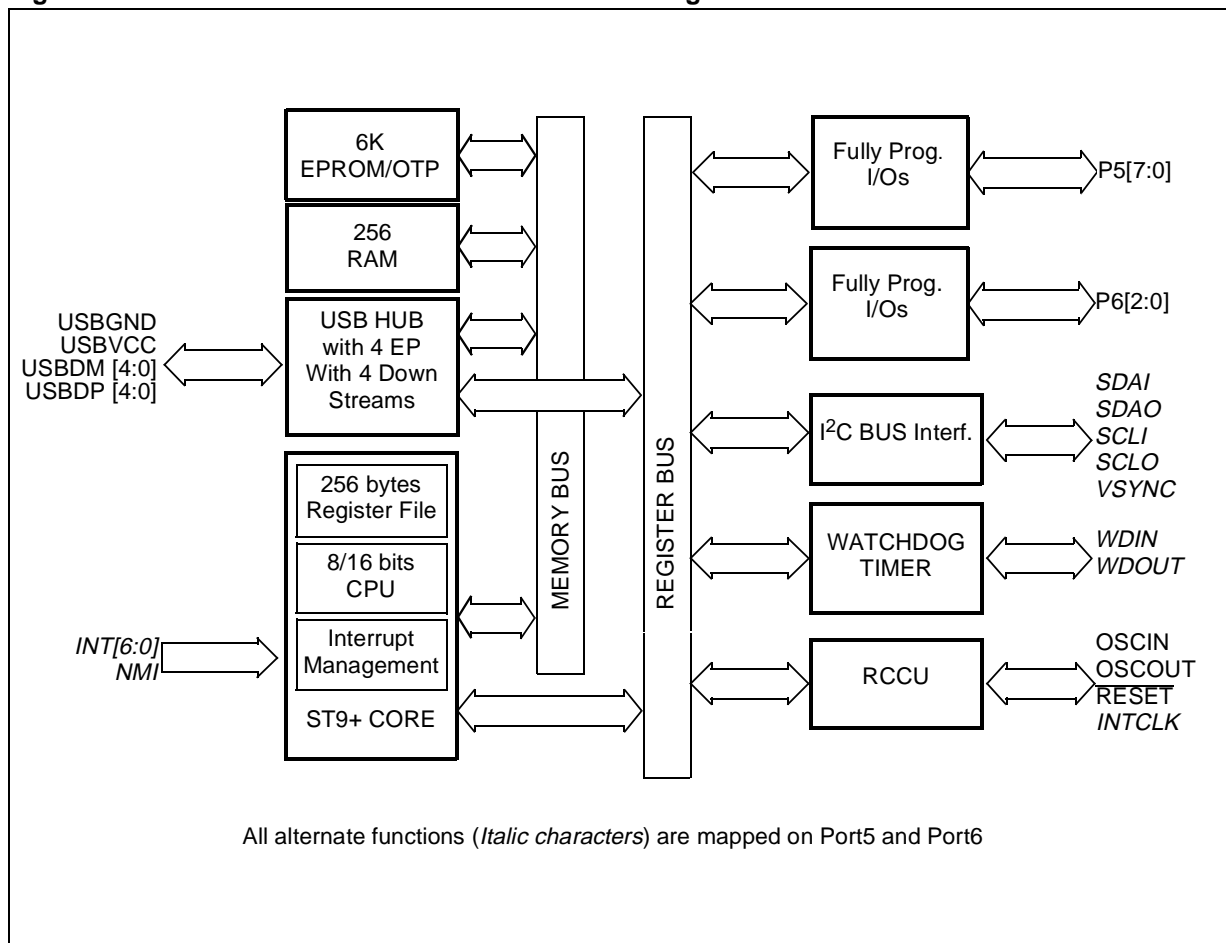 6K
EPROM/OTP
256
RAM
USB HUB
with 4 EP
With 4 Down
Streams
USBGND
USBVCC
USBDM [4:0]
USBDP [4:0]
256 bytes
Register File
8/16 bits
CPU
Interrupt
Management
ST9+ CORE
INT[6:0]
NMI
MEMORY BUS
REGISTER BUS
Fully Prog.
I/Os
P5[7:0]
Fully Prog.
I/Os
P6[2:0]
I²C BUS Interf.
SDAI
SDAO
SCLI
SCLO
VSYNC
WATCHDOG
TIMER
WDIN
WDOUT
RCCU
OSCIN
OSCOUT
RESET
INTCLK
All alternate functions (Italic characters) are mapped on Port5 and Port6